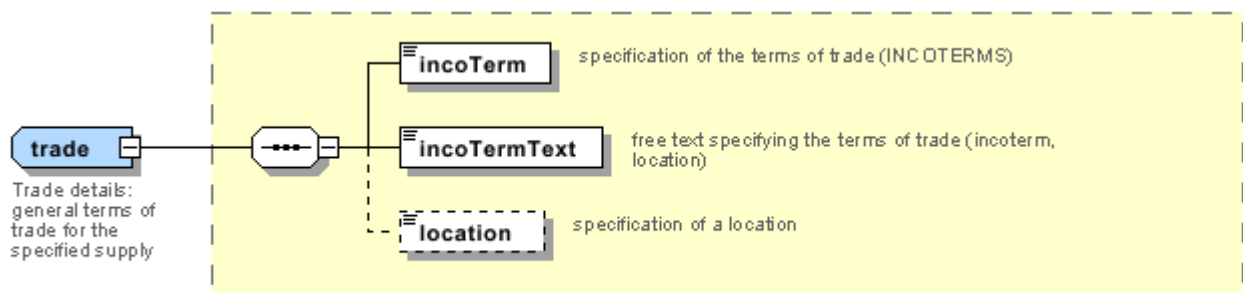 incoTerm
specification of the terms of trade (INCOTERMS)
trade
incoTermText
free text specifying the terms of trade (incoterm,
location)
Trade details:
general terms of
trade for the
specified supply
location
specification of a location